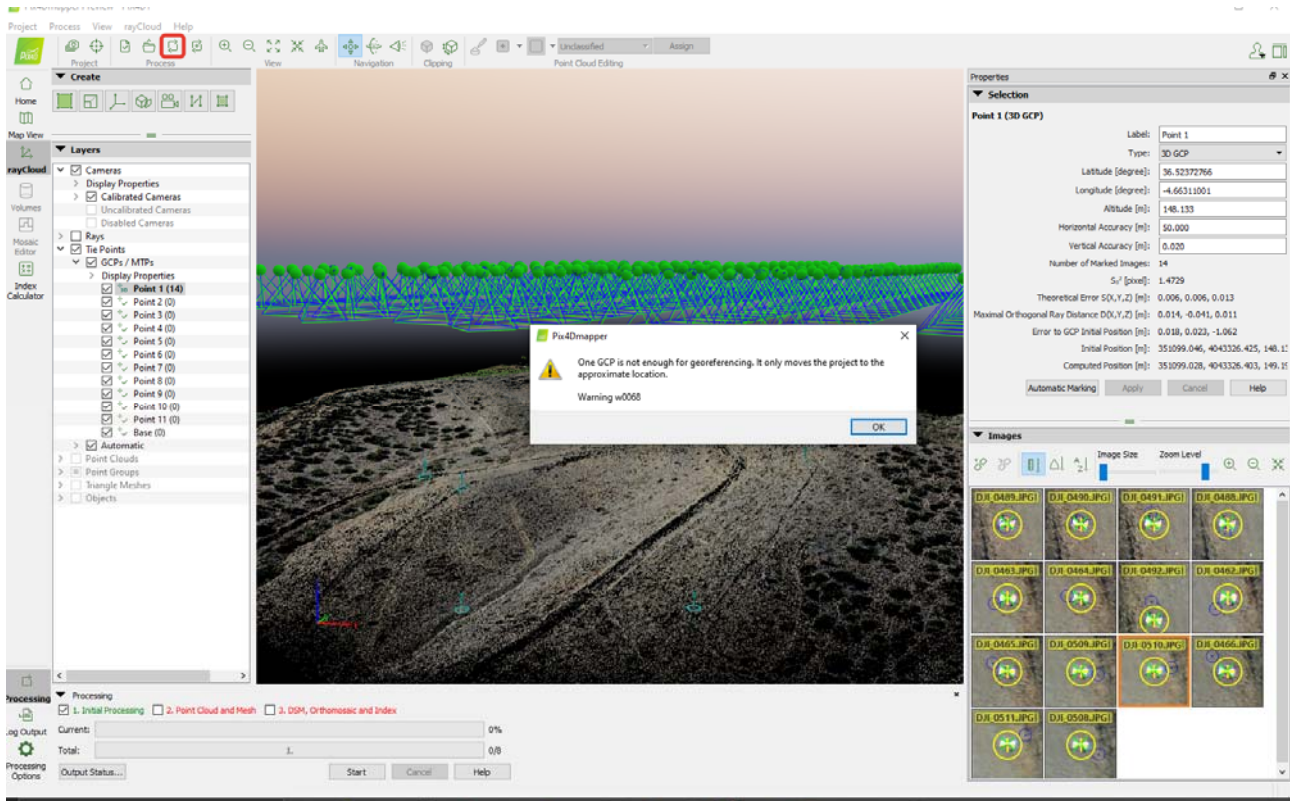 Pix4Dmapper Preview - Pix4D7
Project Process View rayCloud Help
Unclassified Assign
Project Process View Navigation Clipping Point Cloud Editing
Home
Map View
rayCloud
Volumes
Mosaic Editor
Index Calculator
Processing
Log Output
Processing Options
Create
Layers
Cameras
Display Properties
Calibrated Cameras
Uncalibrated Cameras
Disabled Cameras
Rays
Tie Points
GCPs / MTPs
Display Properties
Point 1 (14)
Point 2 (0)
Point 3 (0)
Point 4 (0)
Point 5 (0)
Point 6 (0)
Point 7 (0)
Point 8 (0)
Point 9 (0)
Point 10 (0)
Point 11 (0)
Base (0)
Automatic
Point Clouds
Point Groups
Triangle Meshes
Objects
Pix4Dmapper
One GCP is not enough for georeferencing. It only moves the project to the
approximate location.
Warning w0068
OK
Properties
Selection
Point 1 (3D GCP)
Label: Point 1
Type: 3D GCP
Latitude [degree]: 36.52372766
Longitude [degree]: -4.66311001
Altitude [m]: 148.133
Horizontal Accuracy [m]: 50.000
Vertical Accuracy [m]: 0.020
Number of Marked Images: 14
S₀² [pixel]: 1.4729
Theoretical Error S(X,Y,Z) [m]: 0.006, 0.006, 0.013
Maximal Orthogonal Ray Distance D(X,Y,Z) [m]: 0.014, -0.041, 0.011
Error to GCP Initial Position [m]: 0.018, 0.023, -1.062
Initial Position [m]: 351099.046, 4043326.425, 148.13
Computed Position [m]: 351099.028, 4043326.403, 149.19
Automatic Marking Apply Cancel Help
Images
Image Size Zoom Level
DJI_0489.JPG DJI_0490.JPG DJI_0491.JPG DJI_0488.JPG
DJI_0463.JPG DJI_0464.JPG DJI_0492.JPG DJI_0462.JPG
DJI_0465.JPG DJI_0509.JPG DJI_0510.JPG DJI_0466.JPG
DJI_0511.JPG DJI_0508.JPG
Processing
1. Initial Processing 2. Point Cloud and Mesh 3. DSM, Orthomosaic and Index
Current: 0%
Total: 1. 0/8
Output Status... Start Cancel Help